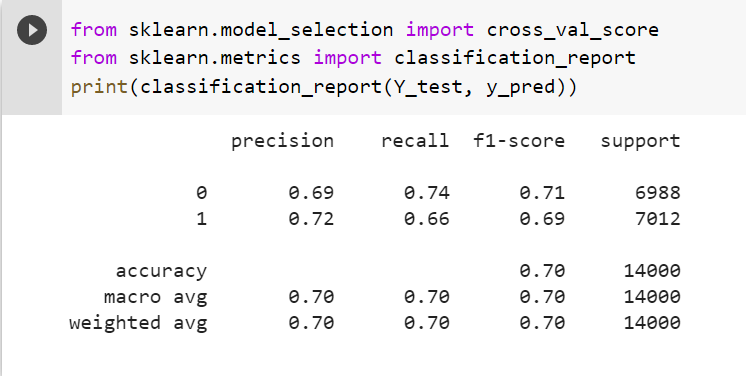 from sklearn.model_selection import cross_val_score
from sklearn.metrics import classification_report
print(classification_report(Y_test, y_pred))
precision recall f1-score support
0 0.69 0.74 0.71 6988
1 0.72 0.66 0.69 7012
accuracy 0.70 14000
macro avg 0.70 0.70 0.70 14000
weighted avg 0.70 0.70 0.70 14000